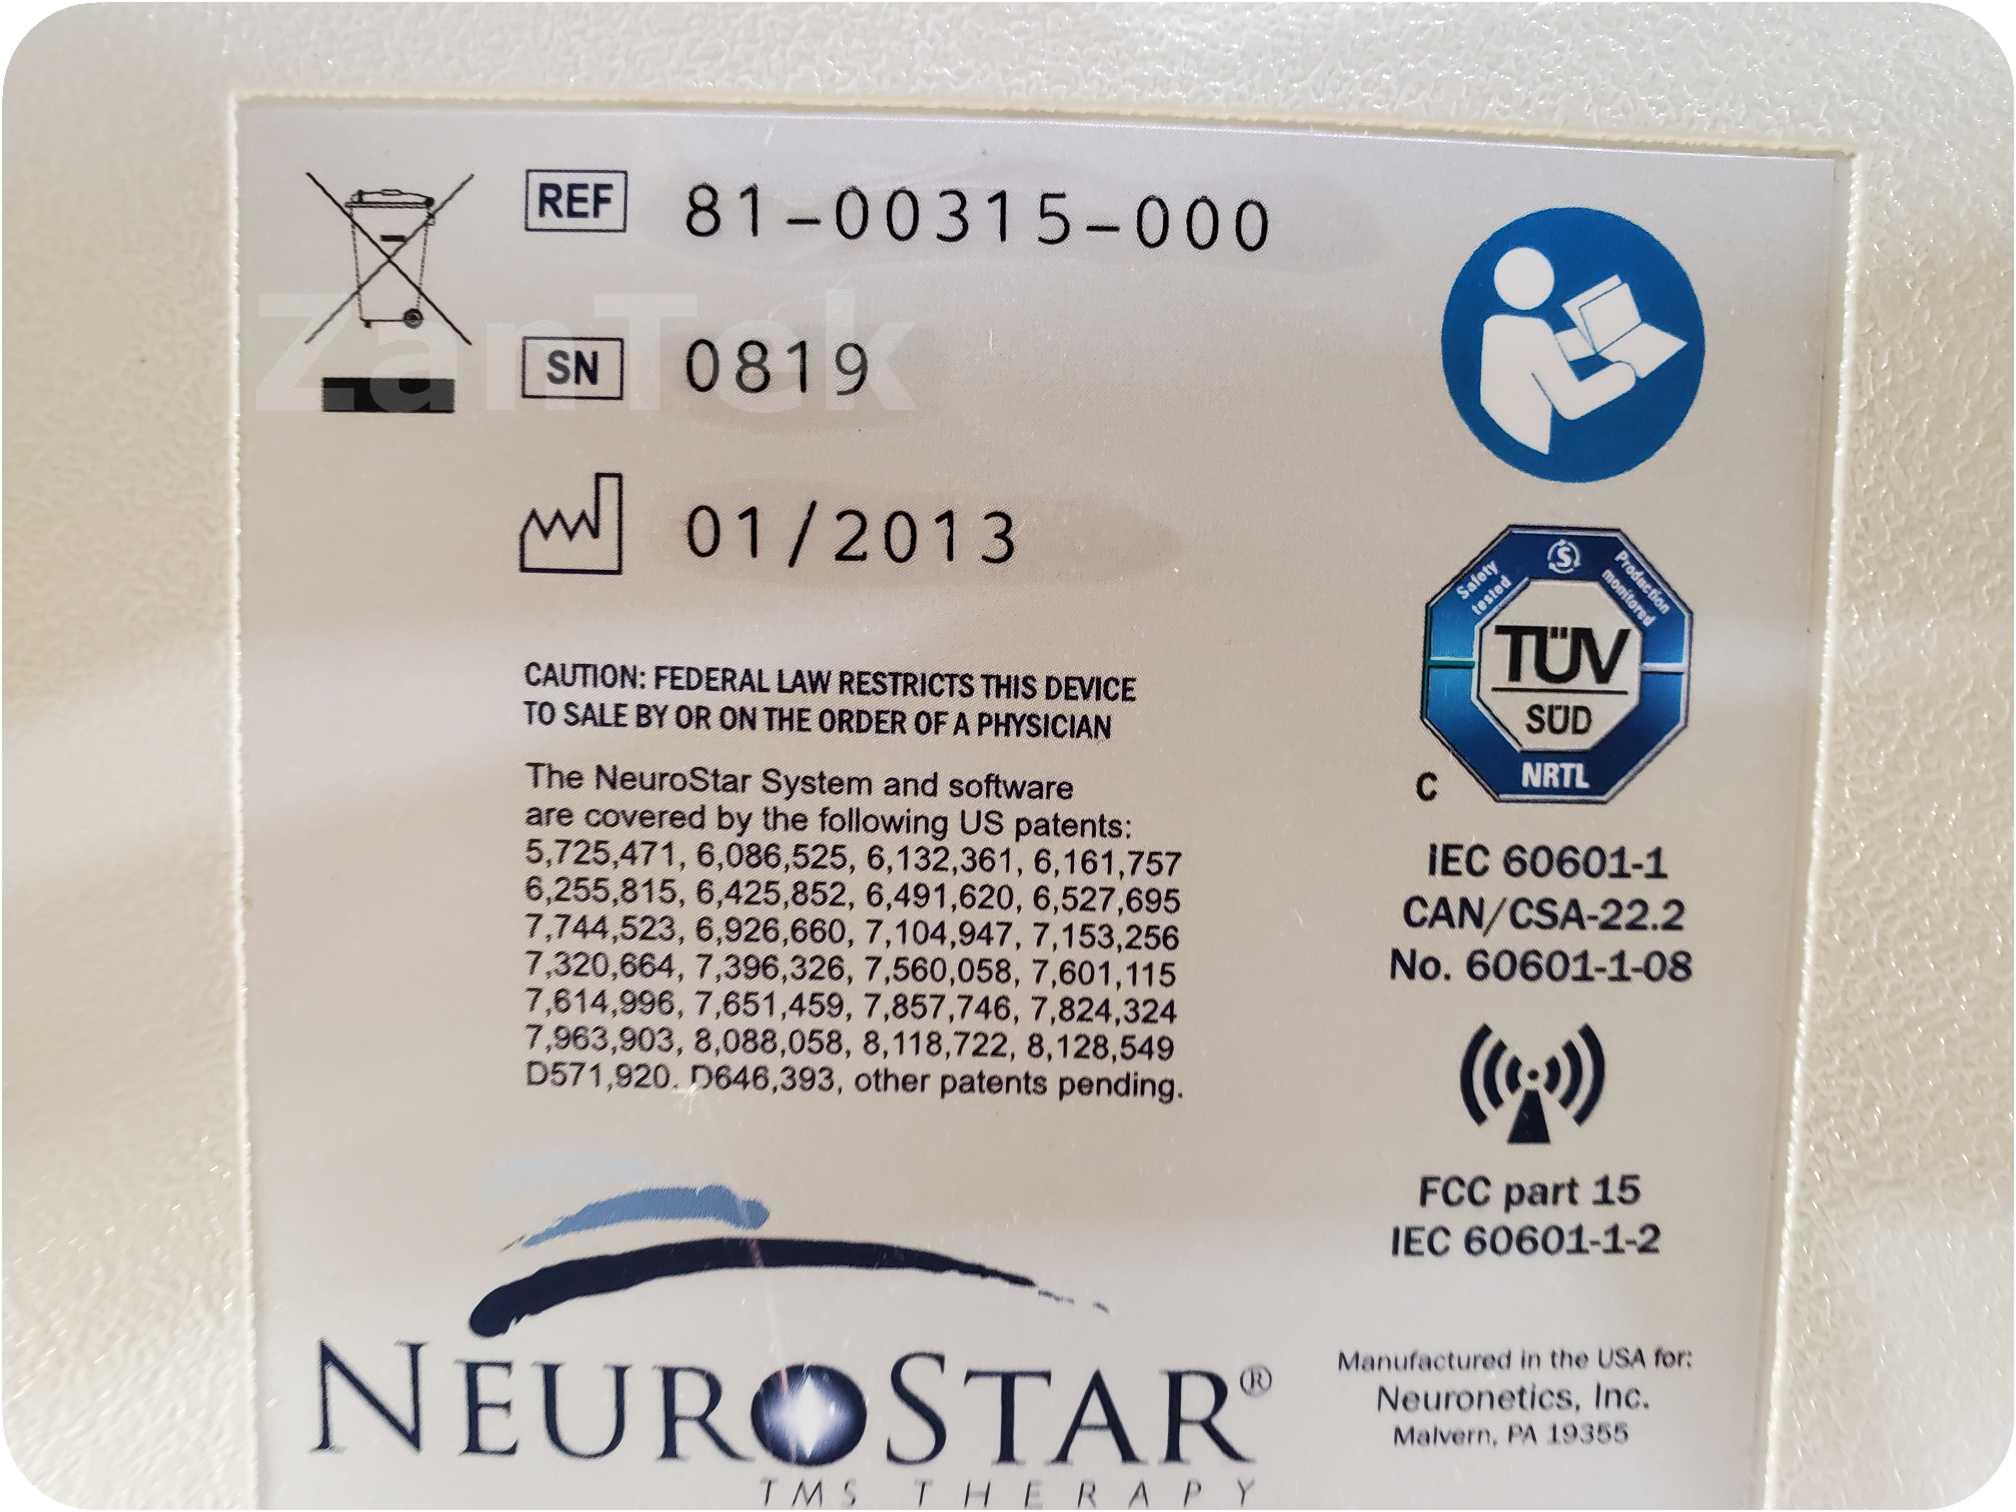 REF 81-00315-000
ZanTek
SN 0819
01/2013
CAUTION: FEDERAL LAW RESTRICTS THIS DEVICE
TO SALE BY OR ON THE ORDER OF A PHYSICIAN
The NeuroStar System and software
are covered by the following US patents:
5,725,471, 6,086,525, 6,132,361, 6,161,757
6,255,815, 6,425,852, 6,491,620, 6,527,695
7,744,523, 6,926,660, 7,104,947, 7,153,256
7,320,664, 7,396,326, 7,560,058, 7,601,115
7,614,996, 7,651,459, 7,857,746, 7,824,324
7,963,903, 8,088,058, 8,118,722, 8,128,549
D571,920. D646,393, other patents pending.
Safety
tested
S
Production
monitored
TÜV
SÜD
NRTL
C
IEC 60601-1
CAN/CSA-22.2
No. 60601-1-08
FCC part 15
IEC 60601-1-2
NEUROSTAR®
TMS THERAPY
Manufactured in the USA for:
Neuronetics, Inc.
Malvern, PA 19355